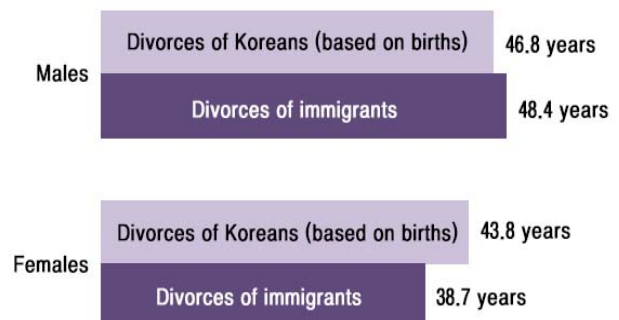 Males
Divorces of Koreans (based on births) 46.8 years
Divorces of immigrants 48.4 years
Females
Divorces of Koreans (based on births) 43.8 years
Divorces of immigrants 38.7 years